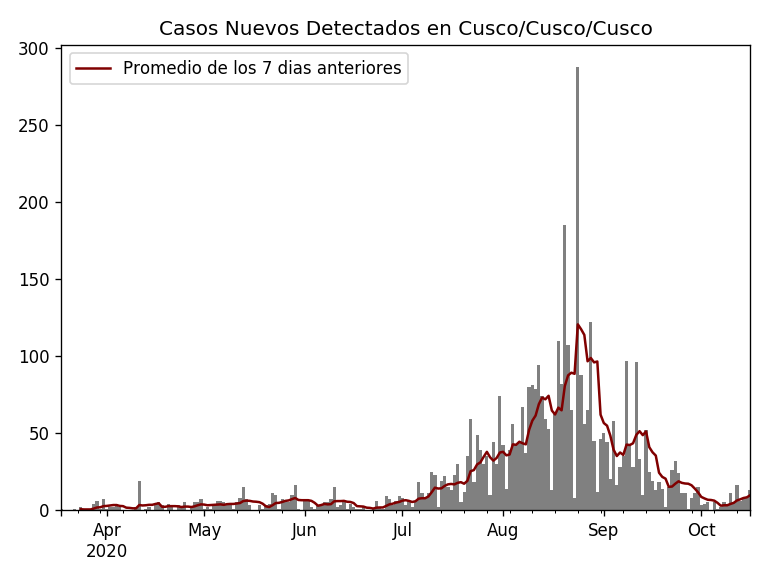 Casos Nuevos Detectados en Cusco/Cusco/Cusco
Promedio de los 7 dias anteriores
300
250
200
150
100
50
0
Apr May Jun Jul Aug Sep Oct
2020